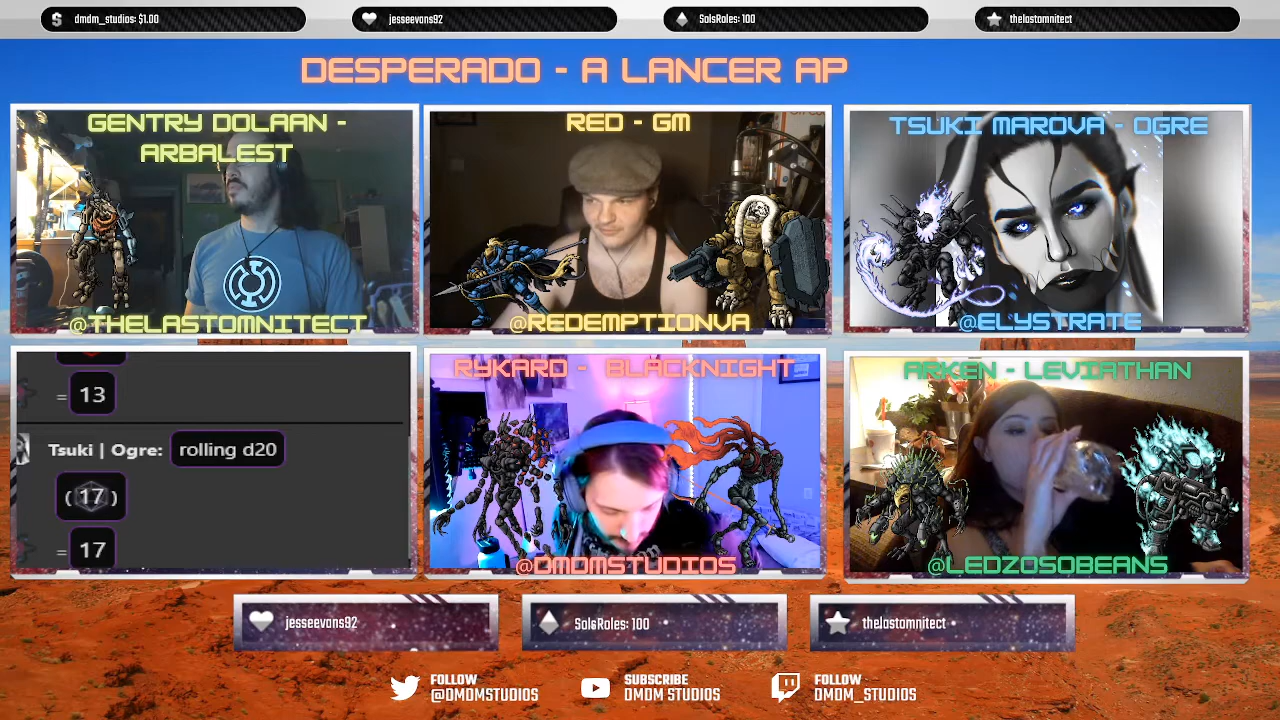 dmdm_studios: $1.00
jesseevans92
SolsRoles: 100
thelastomnitect
DESPERADO - A LANCER AP
GENTRY DOLAAN -
ARBALEST
@THELASTOMNITECT
RED - GM
@REDEMPTIONVA
TSUKI MAROVA - OGRE
@ELYSTRATE
= 13
Tsuki | Ogre: rolling d20
(17)
= 17
RYKARD - BLACKNIGHT
@DMDMSTUDIOS
ARKEN - LEVIATHAN
@LEDZOSOBEANS
jesseevans92
SolsRoles: 100
thelastomnitect
FOLLOW
@DMDMSTUDIOS
SUBSCRIBE
DMDM STUDIOS
FOLLOW
DMDM_STUDIOS